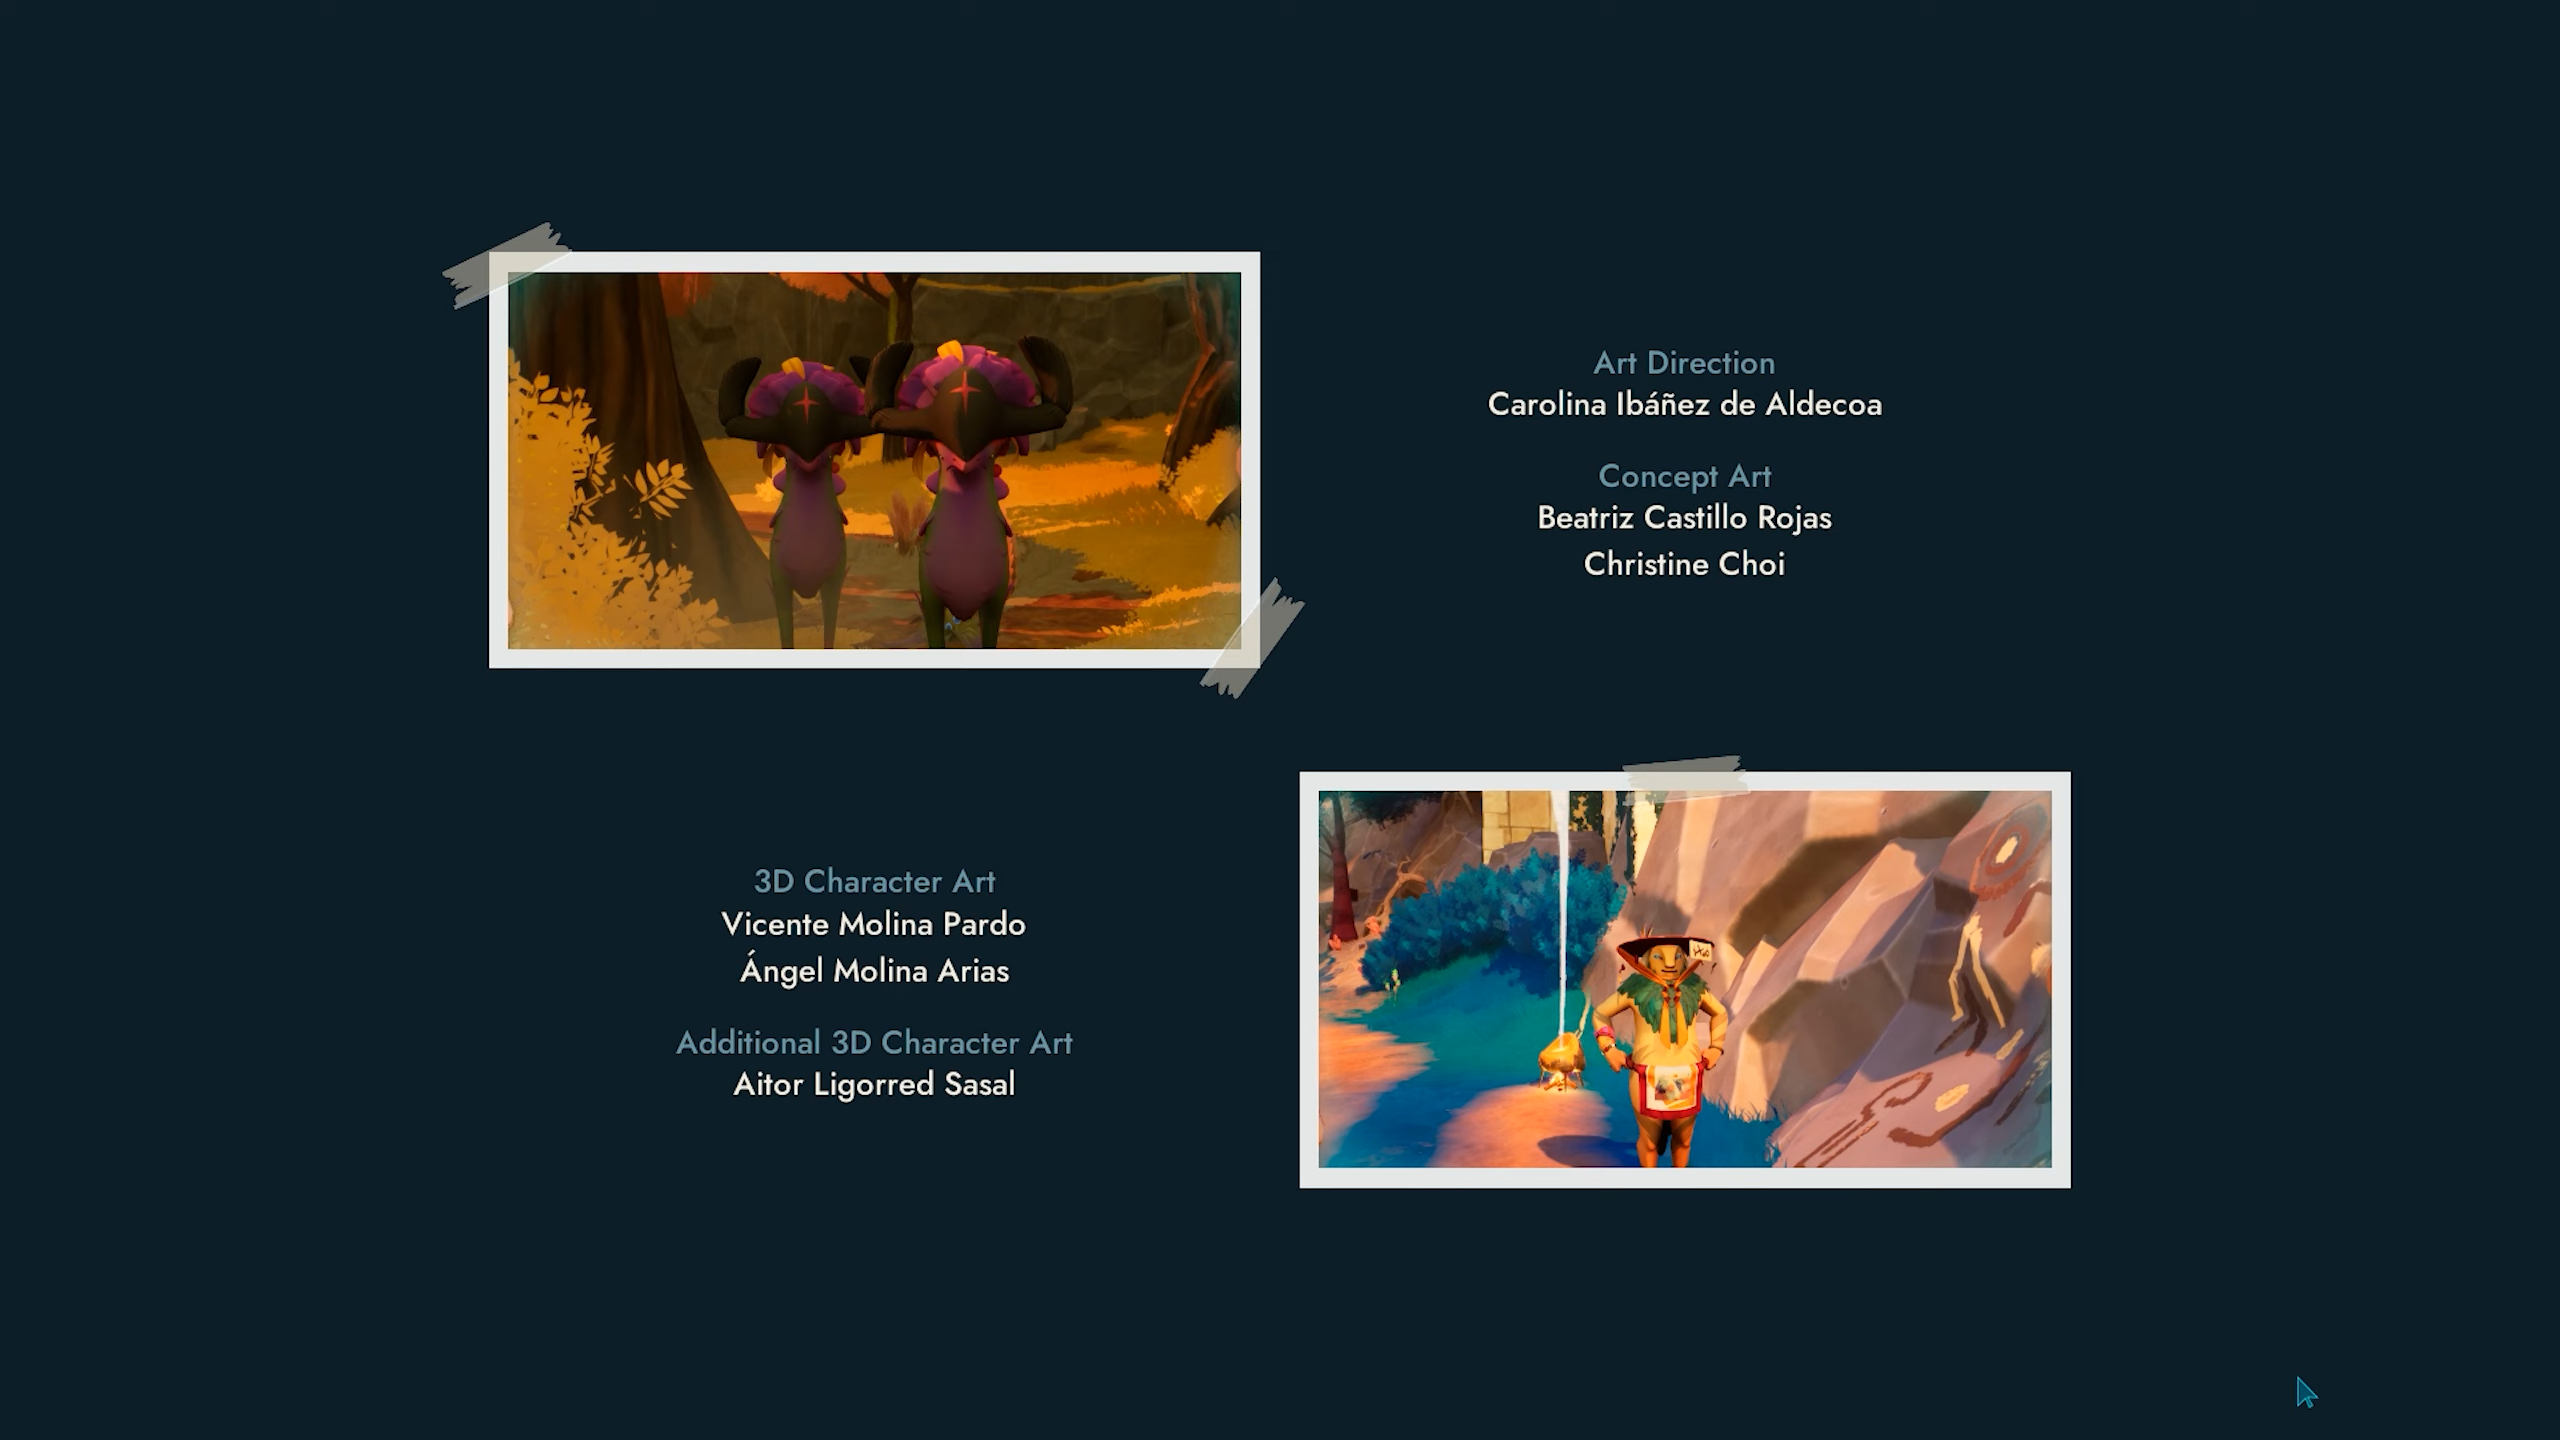 Art Direction
Carolina Ibáñez de Aldecoa
Concept Art
Beatriz Castillo Rojas
Christine Choi
3D Character Art
Vicente Molina Pardo
Ángel Molina Arias
Additional 3D Character Art
Aitor Ligorred Sasal